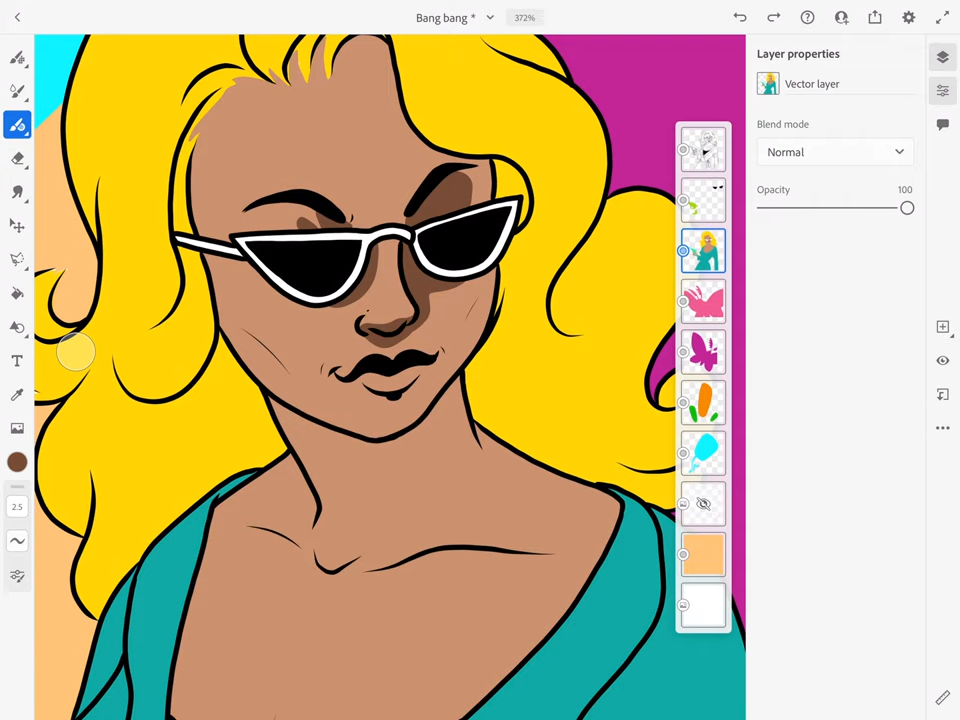 Bang bang *
372%
Layer properties
Vector layer
Blend mode
Normal
Opacity
100
T
2.5